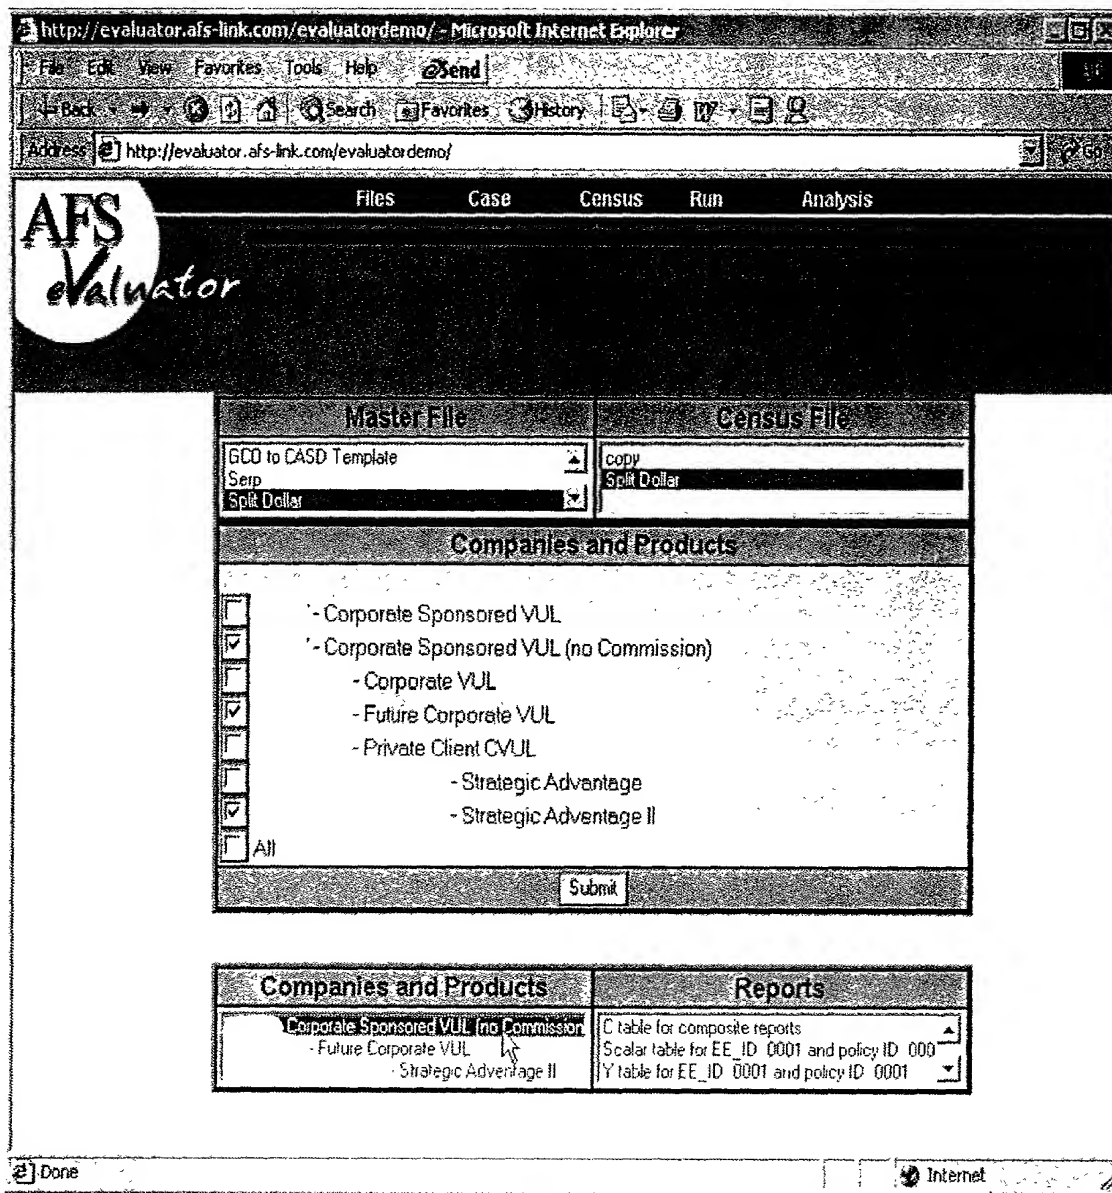 http://evaluator.afs-link.com/evaluatordemo/ - Microsoft Internet Explorer
File Edit View Favorites Tools Help @Send
Back Search Favorites History
Address http://evaluator.afs-link.com/evaluatordemo/ Go
Files Case Census Run Analysis
AFS
eValuator
Master File Census File
GCO to CASD Template copy
Serp Split Dollar
Split Dollar
Companies and Products
'- Corporate Sponsored VUL
'- Corporate Sponsored VUL (no Commission)
- Corporate VUL
- Future Corporate VUL
- Private Client CVUL
- Strategic Advantage
- Strategic Advantage II
All
Submit
Companies and Products Reports
Corporate Sponsored VUL (no Commission C table for composite reports
- Future Corporate VUL Scalar table for EE_ID 0001 and policy ID 000
- Strategic Advantage II Y table for EE_ID 0001 and policy ID 0001
Done Internet